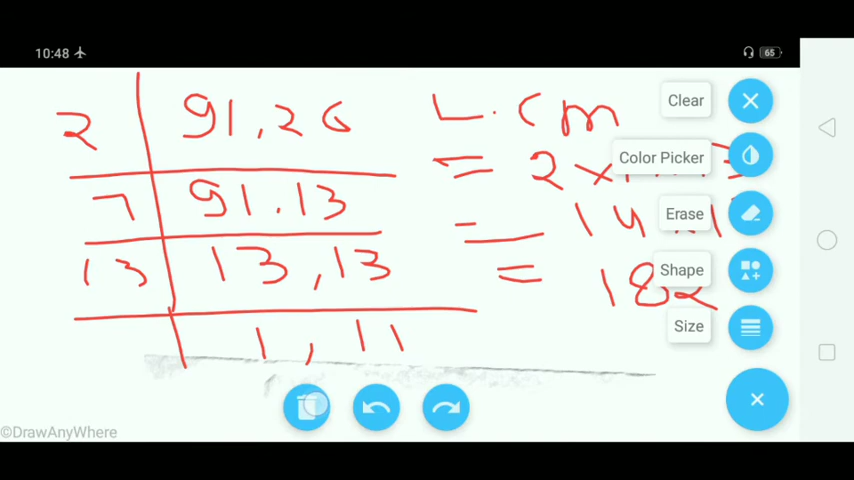 10:48
65
2 | 91,26
7 | 91.13
13 | 13,13
1, 1
L.Cm
= 2x
= 14
= 182
Clear
Color Picker
Erase
Shape
Size
©DrawAnyWhere